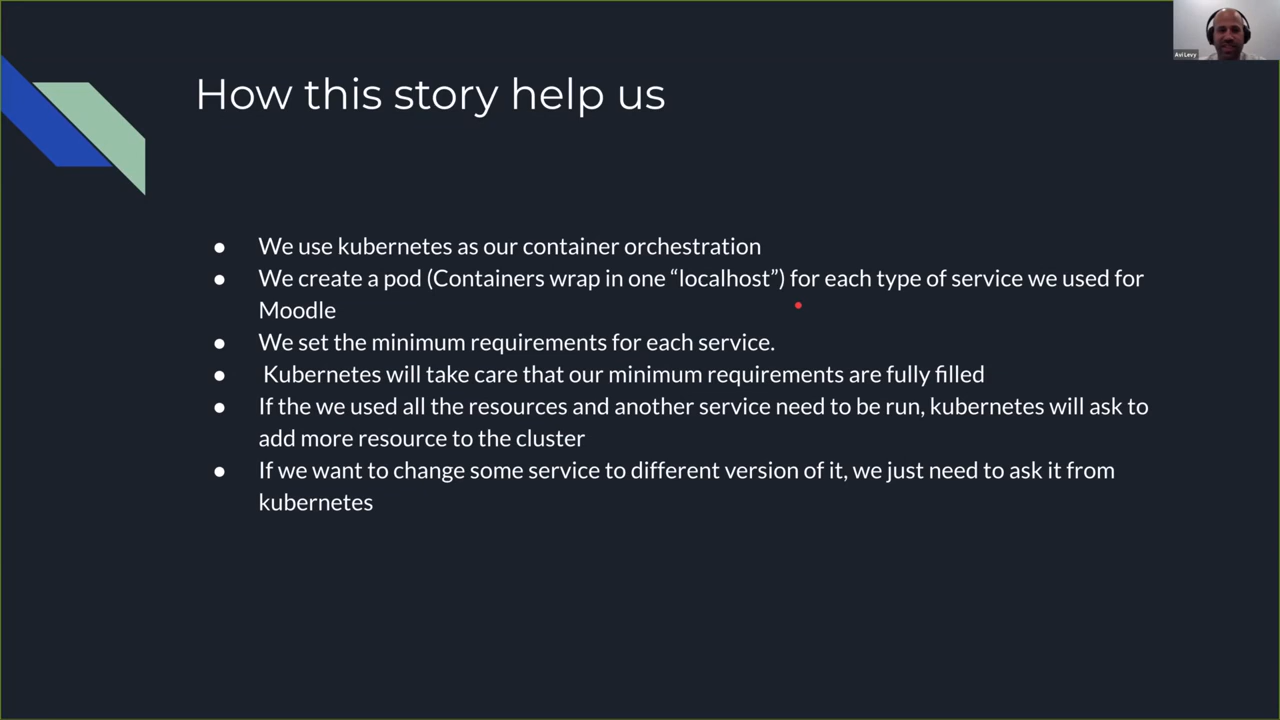 Avi Levy
How this story help us
● We use kubernetes as our container orchestration
● We create a pod (Containers wrap in one “localhost”) for each type of service we used for
Moodle
● We set the minimum requirements for each service.
● Kubernetes will take care that our minimum requirements are fully filled
● If the we used all the resources and another service need to be run, kubernetes will ask to
add more resource to the cluster
● If we want to change some service to different version of it, we just need to ask it from
kubernetes